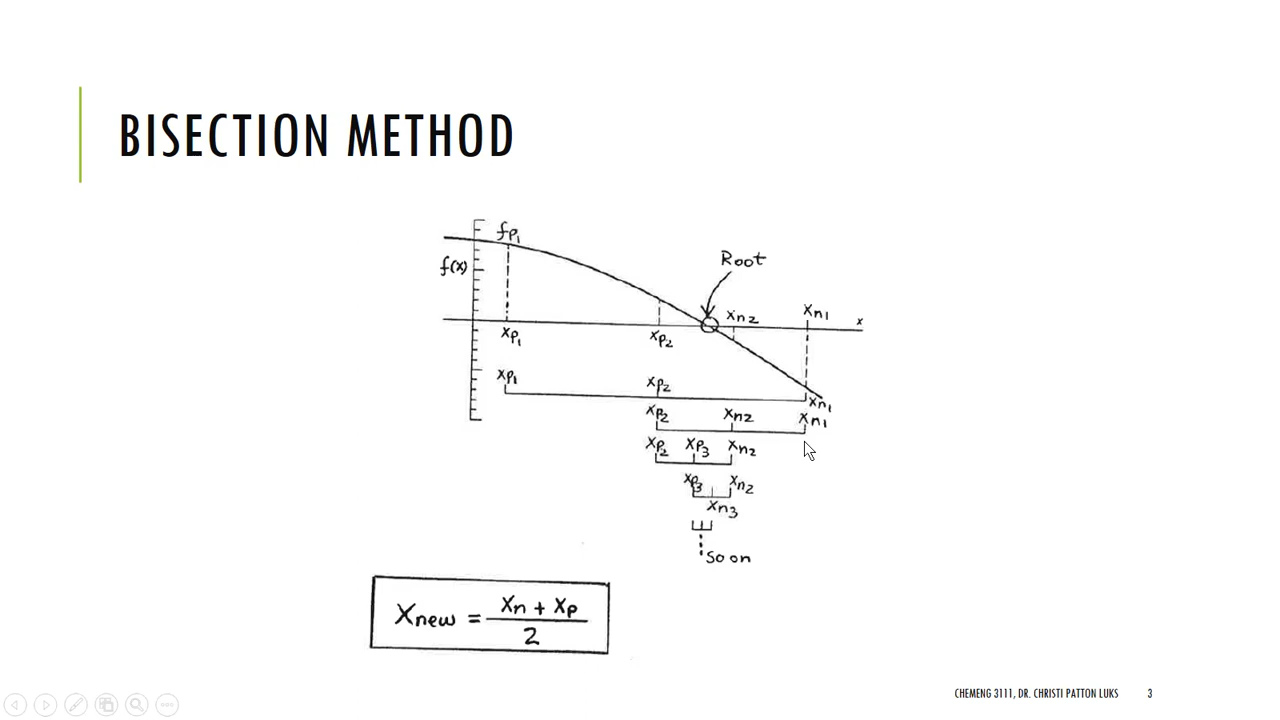 BISECTION METHOD
fp1
f(x)
Root
xp1
xp2
xn2
xn1
x
xp1
xp2
xn1
xp2
xn2
xn1
xp2
xp3
xn2
xp3
xn2
xn3
so on
Xnew = Xn + Xp / 2
CHEMENG 3111, DR. CHRISTI PATTON LUKS
3